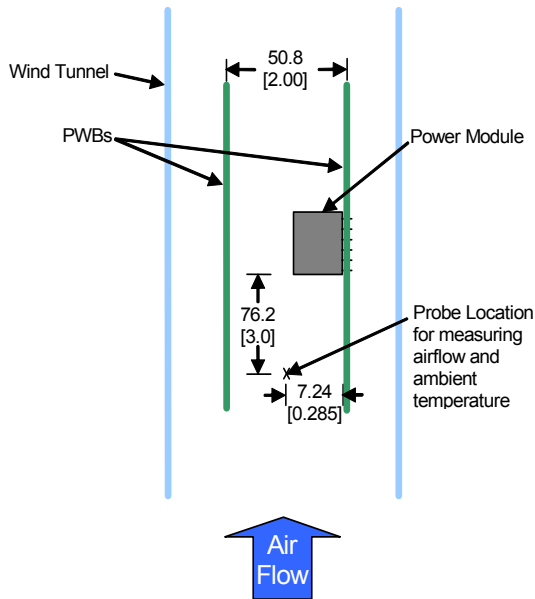 50.8
[2.00]
Wind Tunnel
PWBs
Power Module
76.2
[3.0]
Probe Location
for measuring
airflow and
ambient
temperature
7.24
[0.285]
Air
Flow